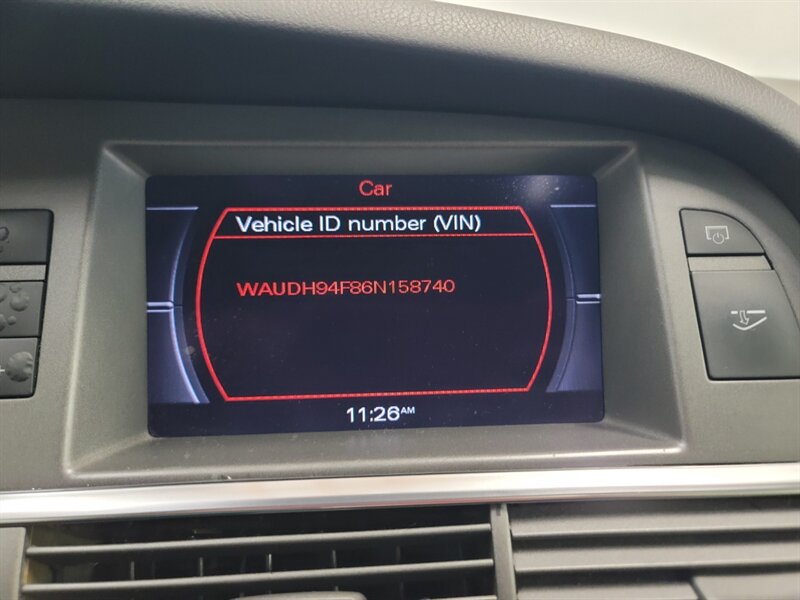 Car
Vehicle ID number (VIN)
WAUDH94F86N158740
11:26AM